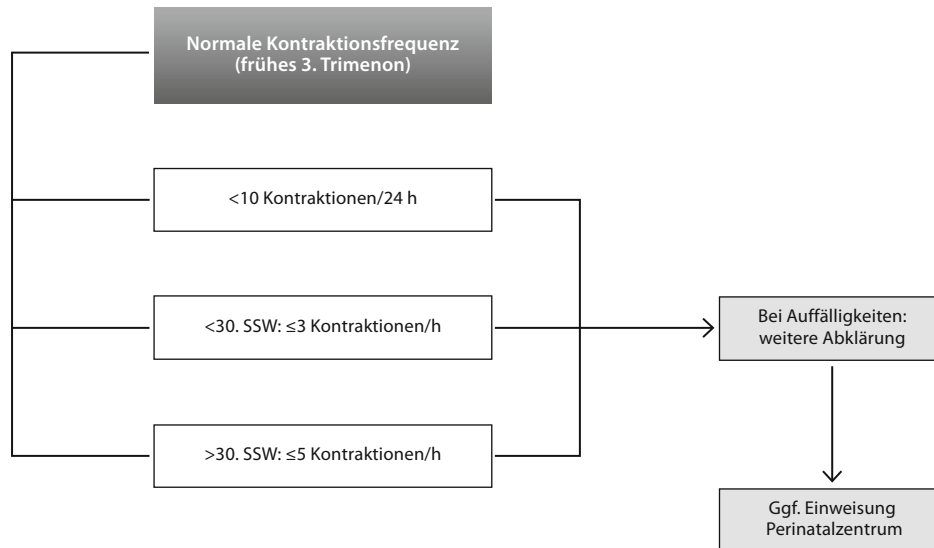 Normale Kontraktionsfrequenz
(frühes 3. Trimenon)
<10 Kontraktionen/24 h
<30. SSW: ≤3 Kontraktionen/h
>30. SSW: ≤5 Kontraktionen/h
Bei Auffälligkeiten:
weitere Abklärung
Ggf. Einweisung
Perinatalzentrum